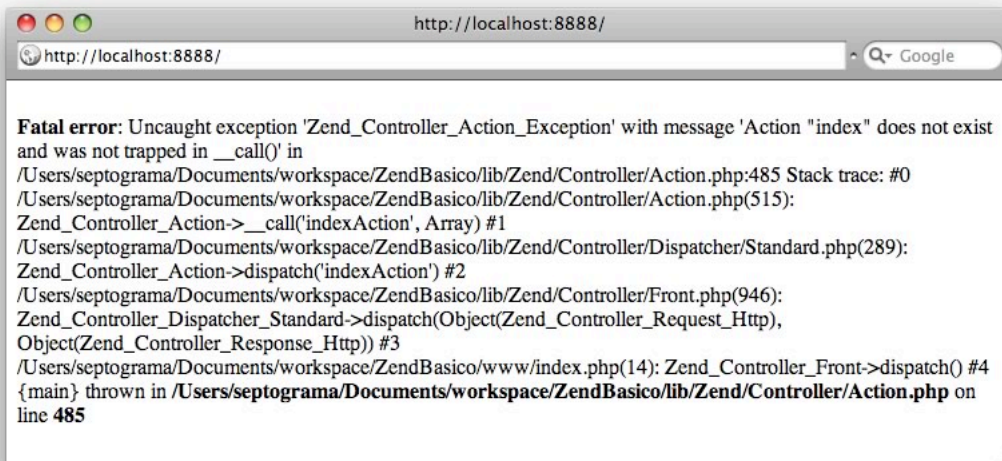 http://localhost:8888/
http://localhost:8888/
Google
Fatal error: Uncaught exception 'Zend_Controller_Action_Exception' with message 'Action "index" does not exist
and was not trapped in __call()' in
/Users/septograma/Documents/workspace/ZendBasico/lib/Zend/Controller/Action.php:485 Stack trace: #0
/Users/septograma/Documents/workspace/ZendBasico/lib/Zend/Controller/Action.php(515):
Zend_Controller_Action->__call('indexAction', Array) #1
/Users/septograma/Documents/workspace/ZendBasico/lib/Zend/Controller/Dispatcher/Standard.php(289):
Zend_Controller_Action->dispatch('indexAction') #2
/Users/septograma/Documents/workspace/ZendBasico/lib/Zend/Controller/Front.php(946):
Zend_Controller_Dispatcher_Standard->dispatch(Object(Zend_Controller_Request_Http),
Object(Zend_Controller_Response_Http)) #3
/Users/septograma/Documents/workspace/ZendBasico/www/index.php(14): Zend_Controller_Front->dispatch() #4
{main} thrown in /Users/septograma/Documents/workspace/ZendBasico/lib/Zend/Controller/Action.php on
line 485